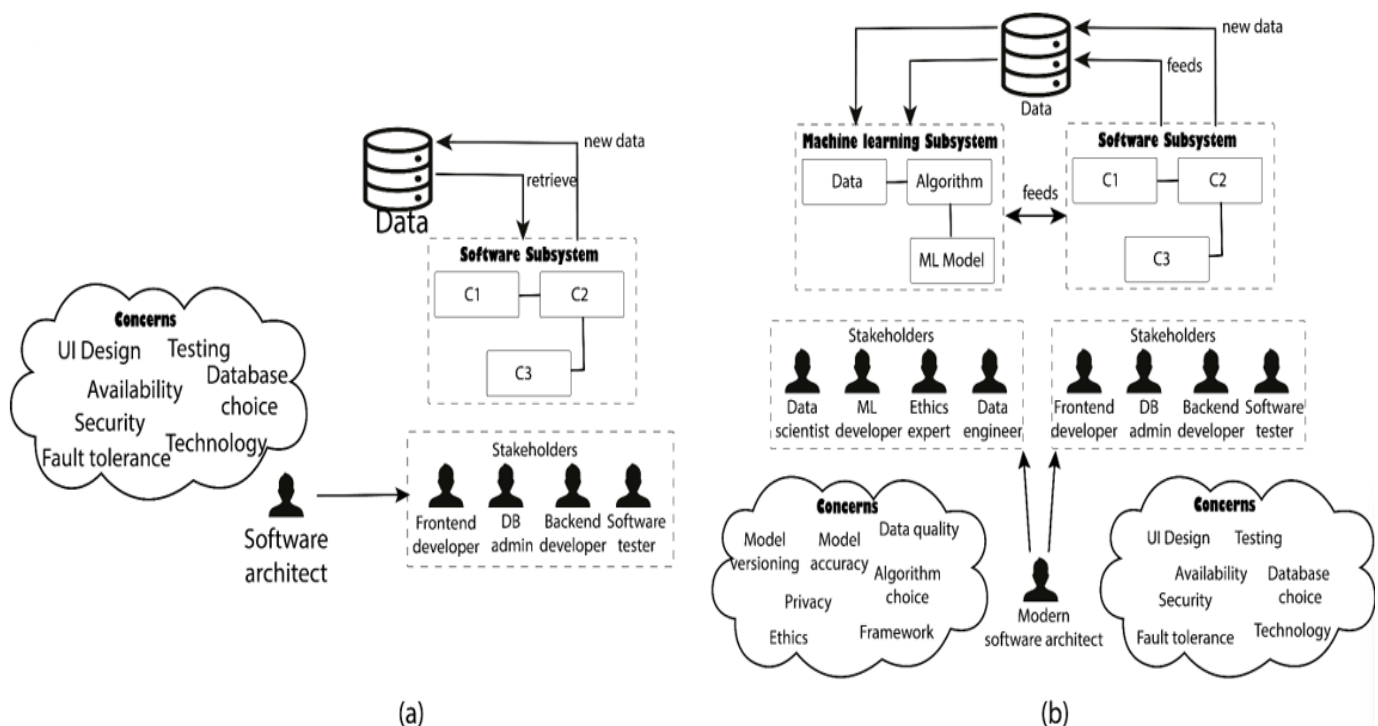 new data
retrieve
Data
Software Subsystem
C1
C2
C3
Concerns
UI Design
Testing
Availability
Database
choice
Security
Technology
Fault tolerance
Software
architect
Stakeholders
Frontend
developer
DB
admin
Backend
developer
Software
tester
(a)
new data
feeds
Data
Machine learning Subsystem
Data
Algorithm
ML Model
feeds
Software Subsystem
C1
C2
C3
Stakeholders
Data
scientist
ML
developer
Ethics
expert
Data
engineer
Stakeholders
Frontend
developer
DB
admin
Backend
developer
Software
tester
Concerns
Model
versioning
Model
accuracy
Data quality
Algorithm
choice
Privacy
Ethics
Framework
Modern
software architect
Concerns
UI Design
Testing
Availability
Database
choice
Security
Fault tolerance
Technology
(b)